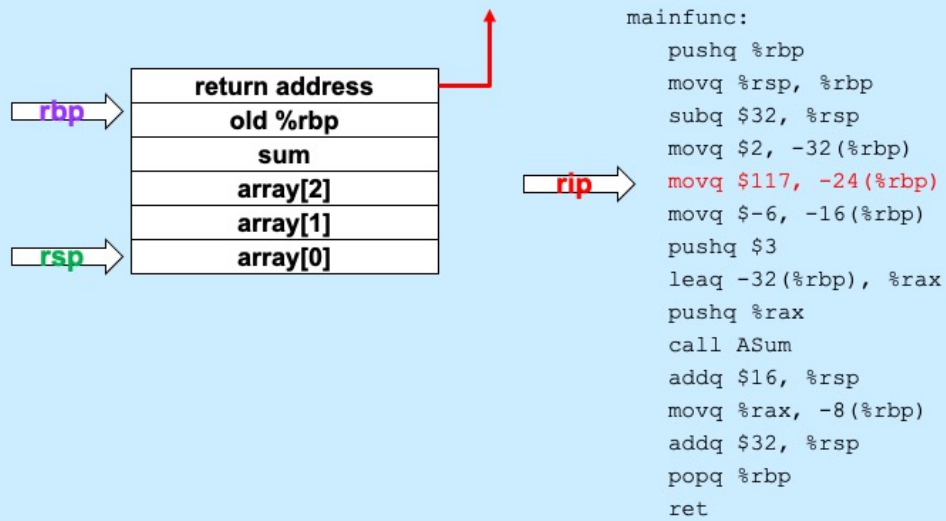 return address
rbp
old %rbp
sum
array[2]
array[1]
rsp
array[0]
rip
mainfunc:
pushq %rbp
movq %rsp, %rbp
subq $32, %rsp
movq $2, -32(%rbp)
movq $117, -24(%rbp)
movq $-6, -16(%rbp)
pushq $3
leaq -32(%rbp), %rax
pushq %rax
call ASum
addq $16, %rsp
movq %rax, -8(%rbp)
addq $32, %rsp
popq %rbp
ret